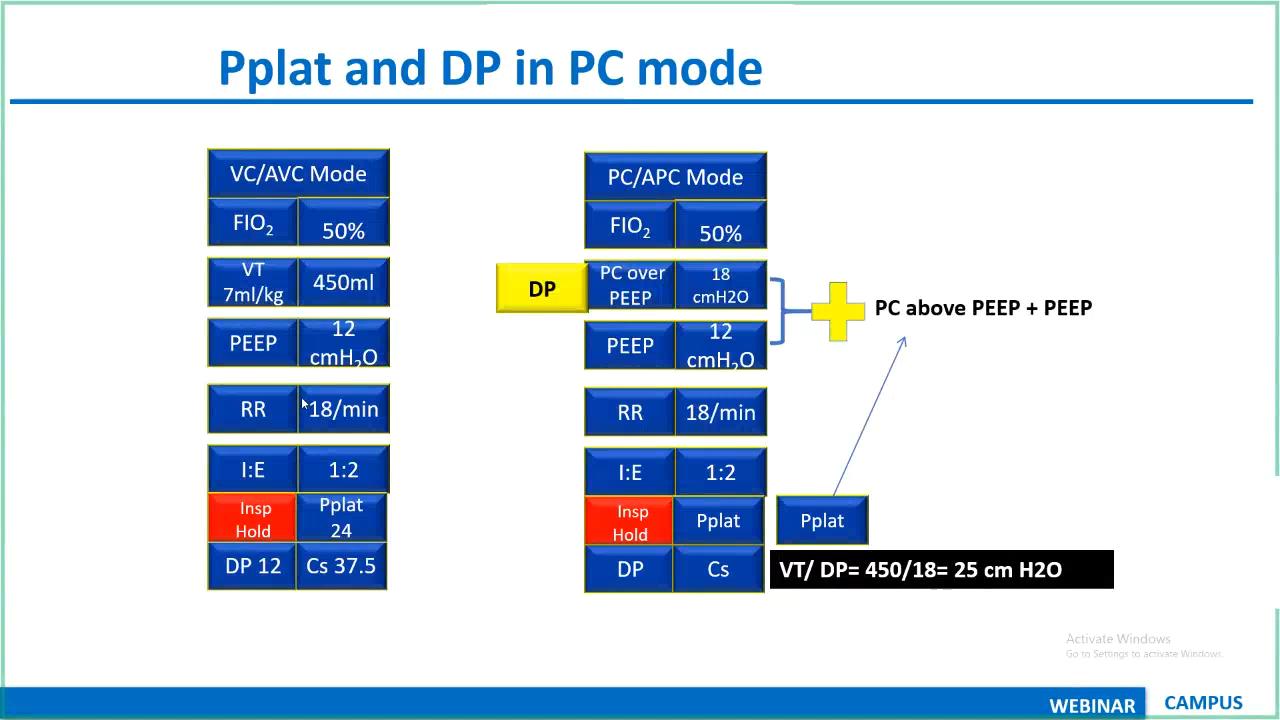 Pplat and DP in PC mode
VC/AVC Mode
FIO₂ 50%
VT
7ml/kg
450ml
PEEP
12
cmH₂O
RR 18/min
I:E 1:2
Insp
Hold
Pplat
24
DP 12 Cs 37.5
PC/APC Mode
FIO₂ 50%
DP
PC over
PEEP
18
cmH2O
PEEP
12
cmH₂O
PC above PEEP + PEEP
RR 18/min
I:E 1:2
Insp
Hold
Pplat
Pplat
DP Cs
VT/ DP= 450/18= 25 cm H2O
Activate Windows
Go to Settings to activate Windows.
WEBINAR CAMPUS